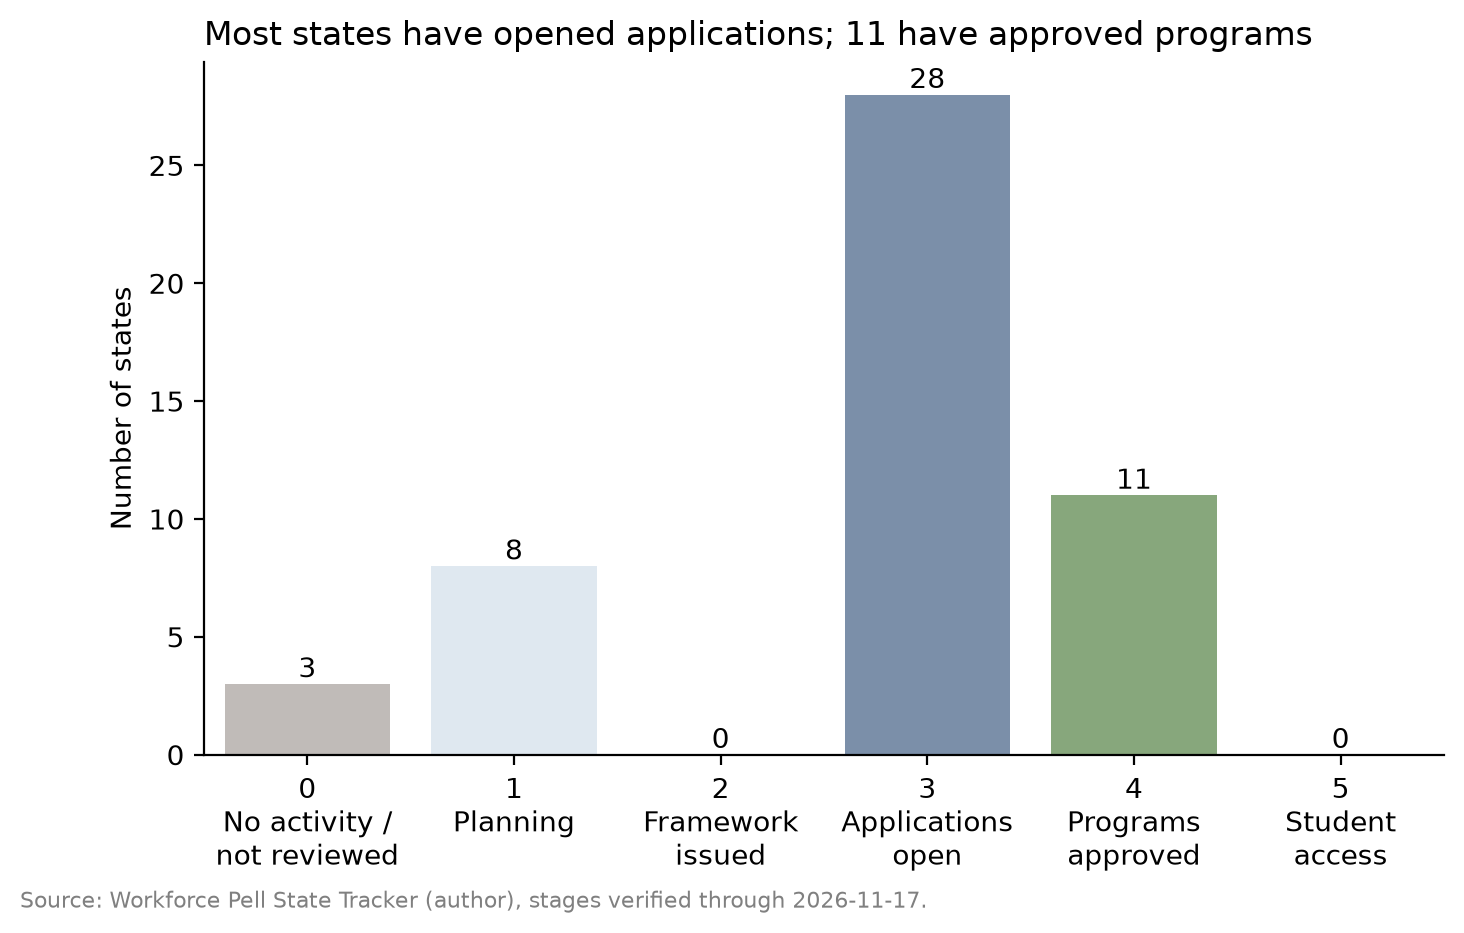 Most states have opened applications; 11 have approved programs
28
25
20
15
11
10
8
5
3
0
0
0
Number of states
0
1
2
3
4
5
No activity /
not reviewed
Planning
Framework
issued
Applications
open
Programs
approved
Student
access
Source: Workforce Pell State Tracker (author), stages verified through 2026-11-17.